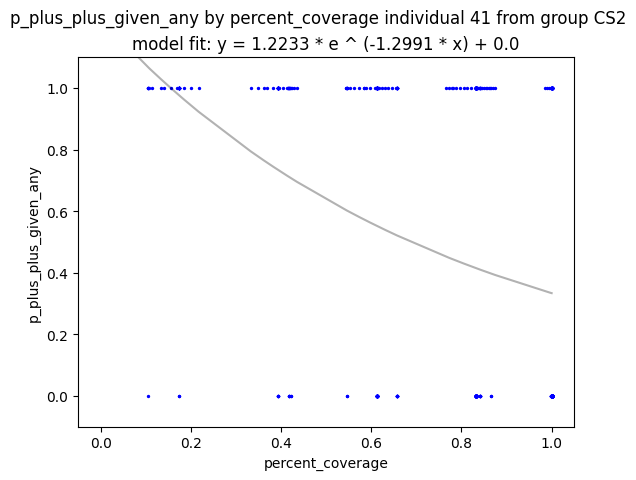 p_plus_plus_given_any by percent_coverage individual 41 from group CS2
model fit: y = 1.2233 * e ^ (-1.2991 * x) + 0.0
1.0
0.8
0.6
0.4
0.2
0.0
p_plus_plus_given_any
0.0 0.2 0.4 0.6 0.8 1.0
percent_coverage